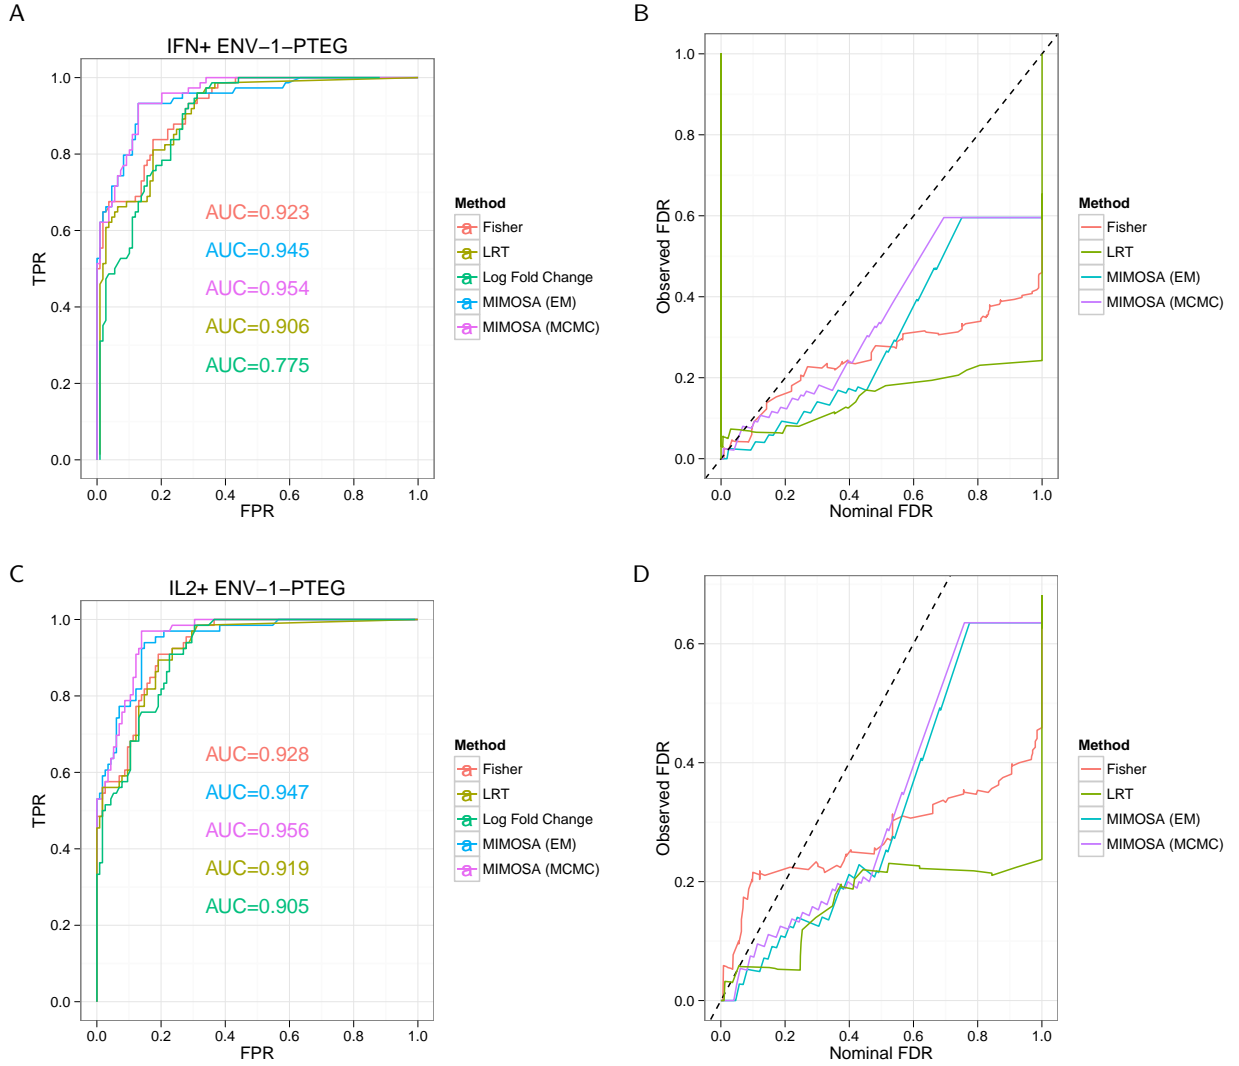 A
IFN+ ENV−1−PTEG
TPR
1.0
0.8
0.6
0.4
0.2
0.0
AUC=0.923
AUC=0.945
AUC=0.954
AUC=0.906
AUC=0.775
0.0 0.2 0.4 0.6 0.8 1.0
FPR
Method
a Fisher
a LRT
a Log Fold Change
a MIMOSA (EM)
a MIMOSA (MCMC)
B
Observed FDR
1.0
0.8
0.6
0.4
0.2
0.0
0.0 0.2 0.4 0.6 0.8 1.0
Nominal FDR
Method
Fisher
LRT
MIMOSA (EM)
MIMOSA (MCMC)
C
IL2+ ENV−1−PTEG
TPR
1.0
0.8
0.6
0.4
0.2
0.0
AUC=0.928
AUC=0.947
AUC=0.956
AUC=0.919
AUC=0.905
0.0 0.2 0.4 0.6 0.8 1.0
FPR
Method
a Fisher
a LRT
a Log Fold Change
a MIMOSA (EM)
a MIMOSA (MCMC)
D
Observed FDR
0.6
0.4
0.2
0.0
0.0 0.2 0.4 0.6 0.8 1.0
Nominal FDR
Method
Fisher
LRT
MIMOSA (EM)
MIMOSA (MCMC)